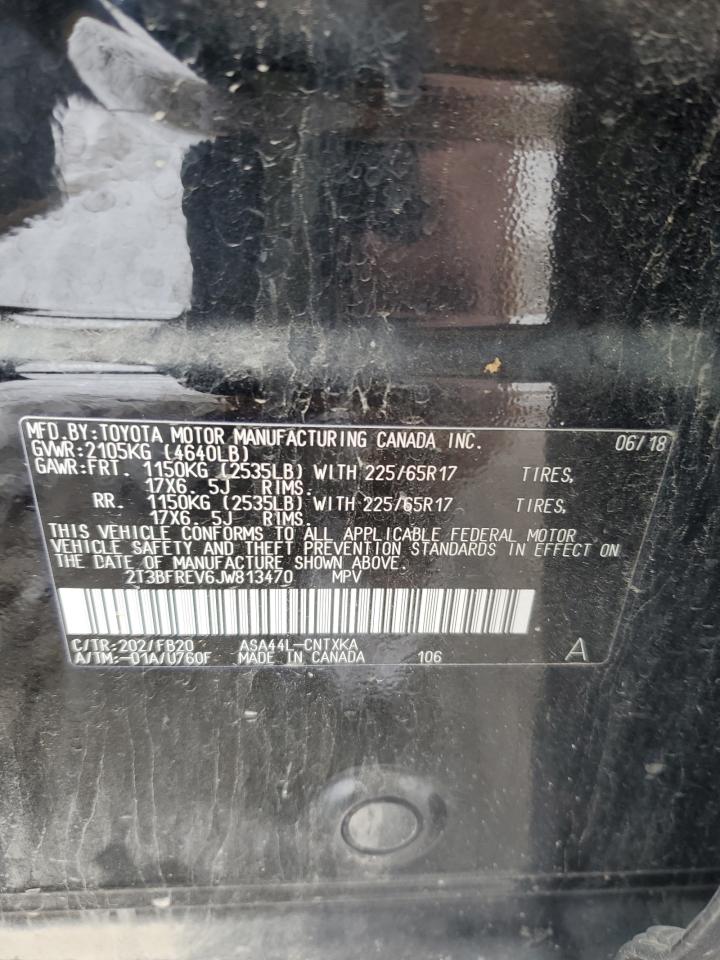 MFD.BY:TOYOTA MOTOR MANUFACTURING CANADA INC. 06/18
GVWR:2105KG (4640LB)
GAWR:FRT. 1150KG (2535LB) WITH 225/65R17 TIRES,
17X6. 5J RIMS.
RR. 1150KG (2535LB) WITH 225/65R17 TIRES,
17X6. 5J RIMS.
THIS VEHICLE CONFORMS TO ALL APPLICABLE FEDERAL MOTOR
VEHICLE SAFETY AND THEFT PREVENTION STANDARDS IN EFFECT ON
THE DATE OF MANUFACTURE SHOWN ABOVE.
2T3BFREV6JW813470 MPV
C/TR:202/FB20 ASA44L-CNTXKA
A/TM:-01A/U760F MADE IN CANADA 106 A